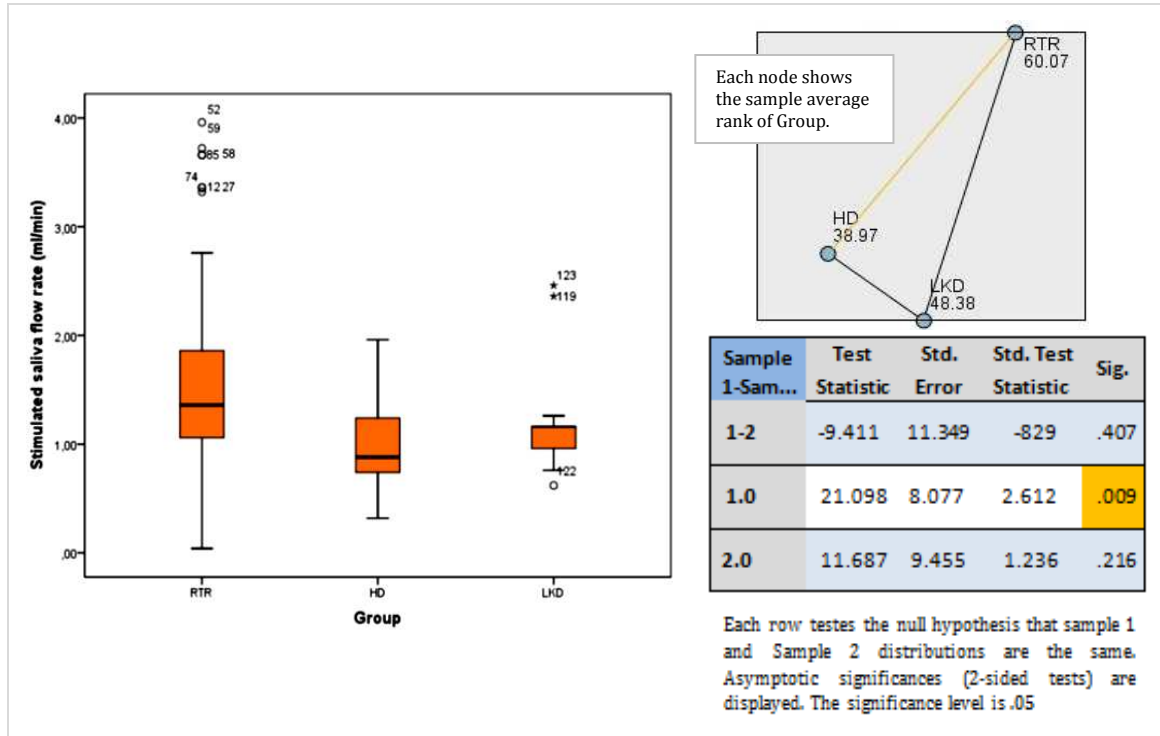 Stimulated saliva flow rate (ml/min)
4,00
3,00
2,00
1,00
,00
52
59
85 58
74
12 27
123
119
122
RTR
HD
LKD
Group
Each node shows
the sample average
rank of Group.
RTR
60.07
HD
38.97
LKD
48.38
Sample 1-Sam... Test Statistic Std. Error Std. Test Statistic Sig.
1-2 -9.411 11.349 -829 .407
1.0 21.098 8.077 2.612 .009
2.0 11.687 9.455 1.236 .216
Each row testes the null hypothesis that sample 1
and Sample 2 distributions are the same.
Asymptotic significances (2-sided tests) are
displayed. The significance level is .05